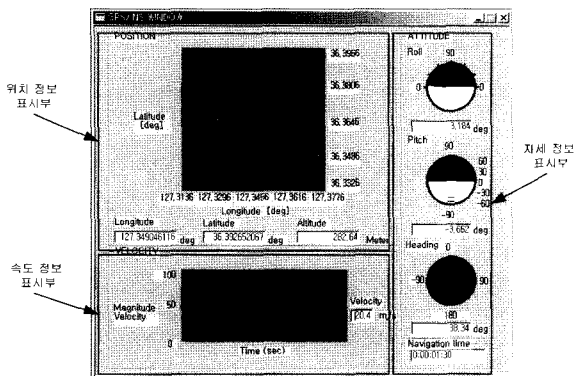 GPS/INS WINDOW
POSITION
36,3966
36,3806
Latitude
[deg]
36,3646
36,3486
36,3326
127,3136 127,3296 127,3456 127,3616 127,3776
Longitude [deg]
Longitude
127,349046116 deg
Latitude
36,392652067 deg
Altitude
282,64 Meter
VELOCITY
100
50
0
Magnitude
Velocity
Time (sec)
Velocity
20,4 m/s
ATTITUDE
Roll
90
0
0
3,184 deg
Pitch
90
60
30
0
-30
-60
-90
-3,662 deg
Heading
0
-90
90
180
38,34 deg
Navigation time
0:00:01:30
위치 정보
표시부
속도 정보
표시부
자세 정보
표시부